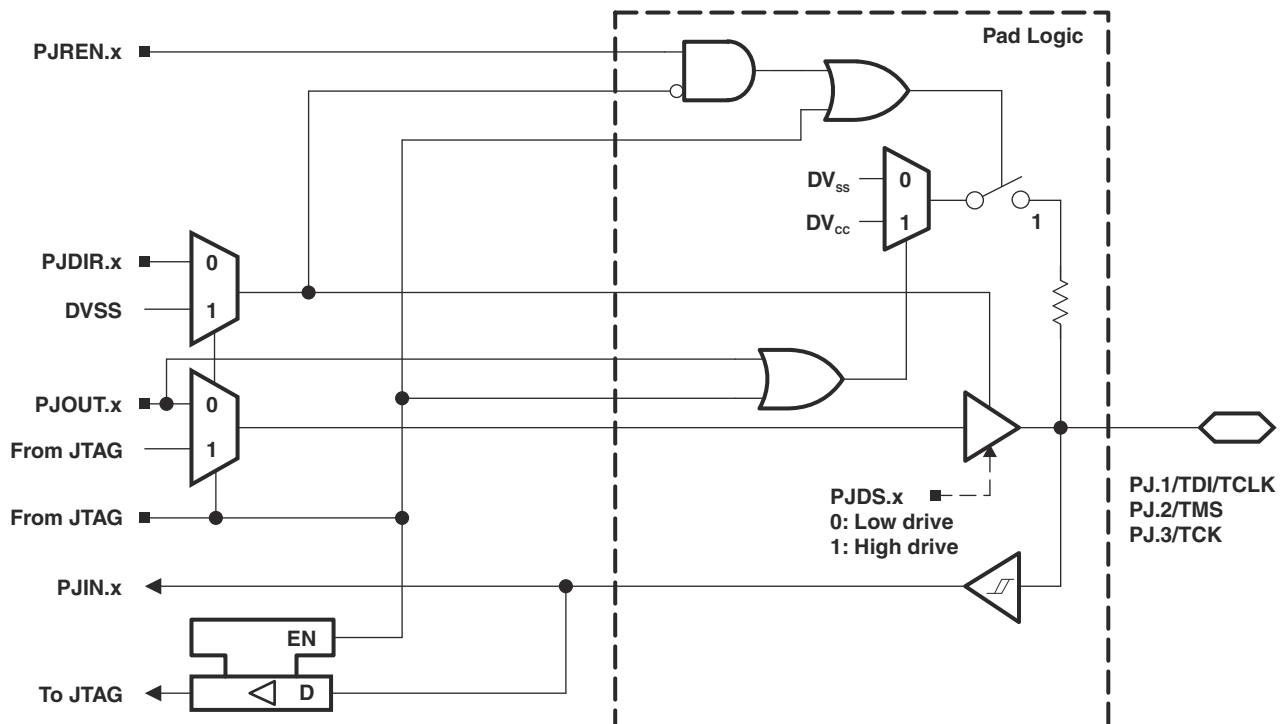 Pad Logic
PJREN.x
DVss
0
DVcc
1
1
PJDIR.x
0
DVSS
1
PJOUT.x
0
From JTAG
1
PJDS.x
0: Low drive
1: High drive
PJ.1/TDI/TCLK
PJ.2/TMS
PJ.3/TCK
From JTAG
PJIN.x
EN
To JTAG
D